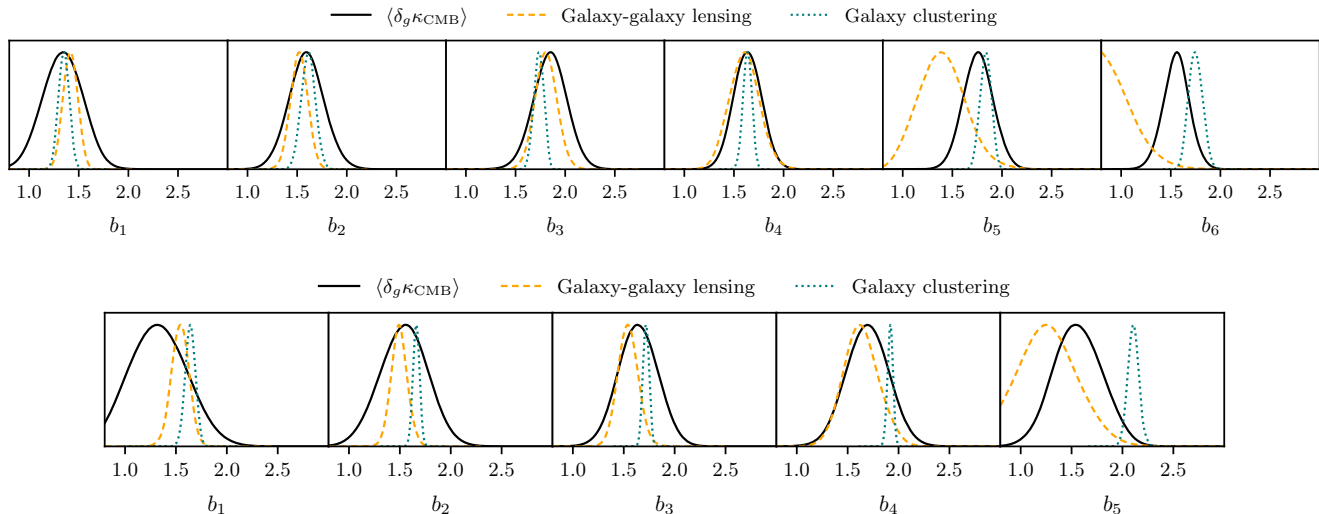 ⟨δ_g κ_CMB⟩ Galaxy-galaxy lensing Galaxy clustering
1.0 1.5 2.0 2.5 1.0 1.5 2.0 2.5 1.0 1.5 2.0 2.5 1.0 1.5 2.0 2.5 1.0 1.5 2.0 2.5 1.0 1.5 2.0 2.5
b_1 b_2 b_3 b_4 b_5 b_6
⟨δ_g κ_CMB⟩ Galaxy-galaxy lensing Galaxy clustering
1.0 1.5 2.0 2.5 1.0 1.5 2.0 2.5 1.0 1.5 2.0 2.5 1.0 1.5 2.0 2.5 1.0 1.5 2.0 2.5
b_1 b_2 b_3 b_4 b_5